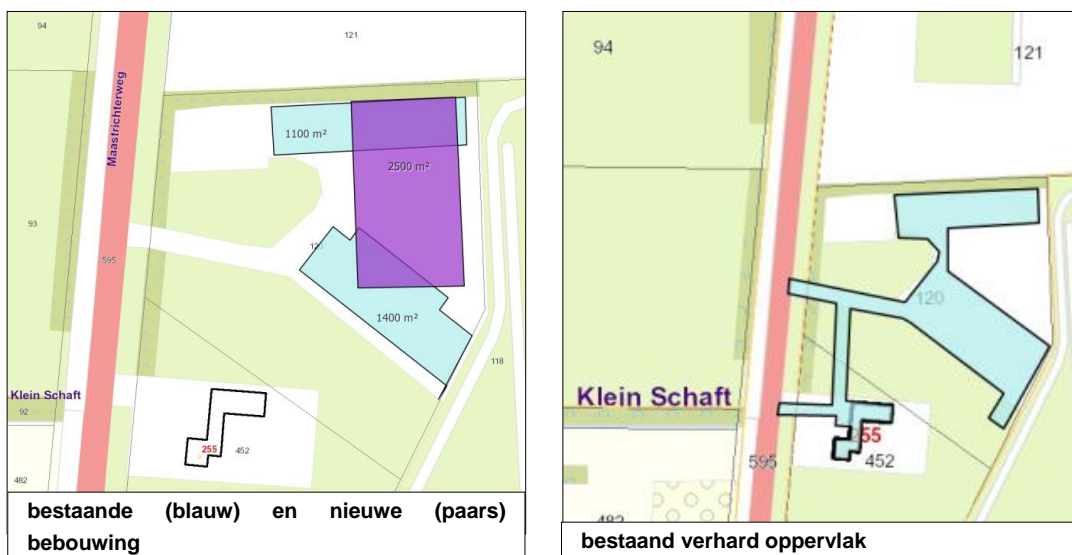 94
121
Maastrichterweg
1100 m²
2500 m²
93
595
1400 m²
118
Klein Schaft
92
255
452
482
bestaande (blauw) en nieuwe (paars)
bebouwing
94
121
120
Klein Schaft
595
452
bestaand verhard oppervlak